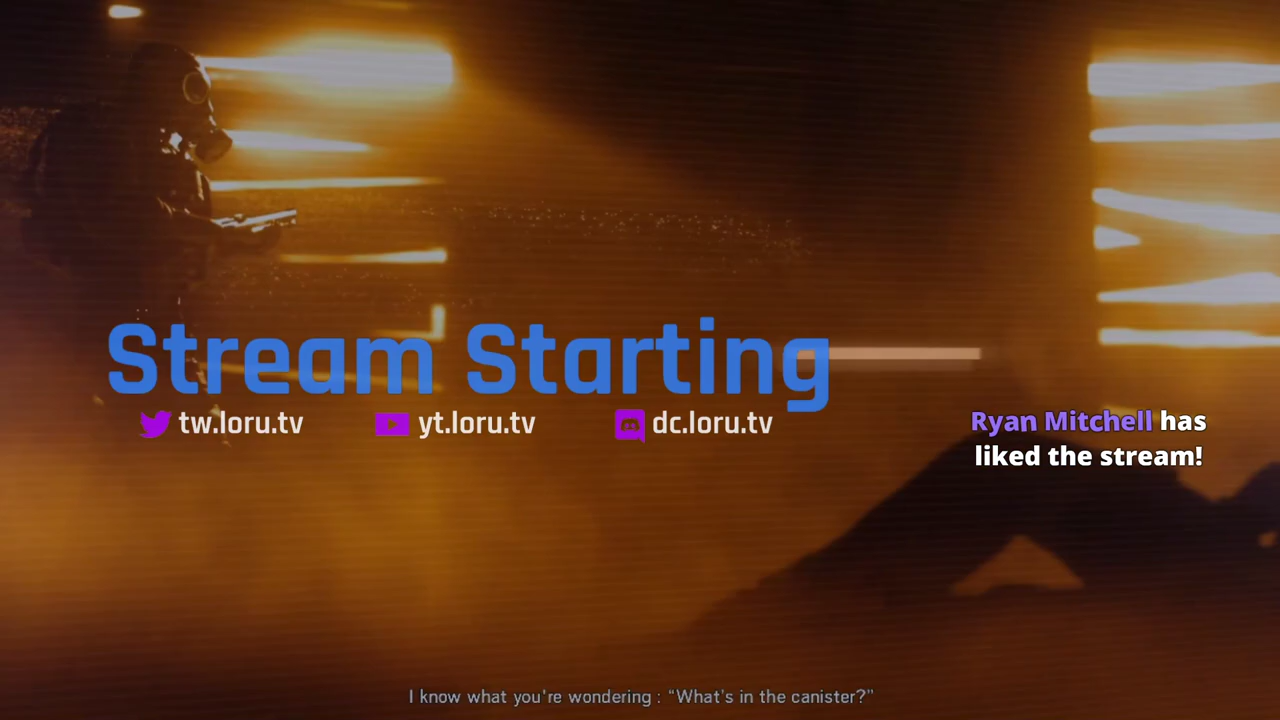 Stream Starting
tw.loru.tv yt.loru.tv dc.loru.tv
Ryan Mitchell has
liked the stream!
I know what you're wondering : “What's in the canister?”